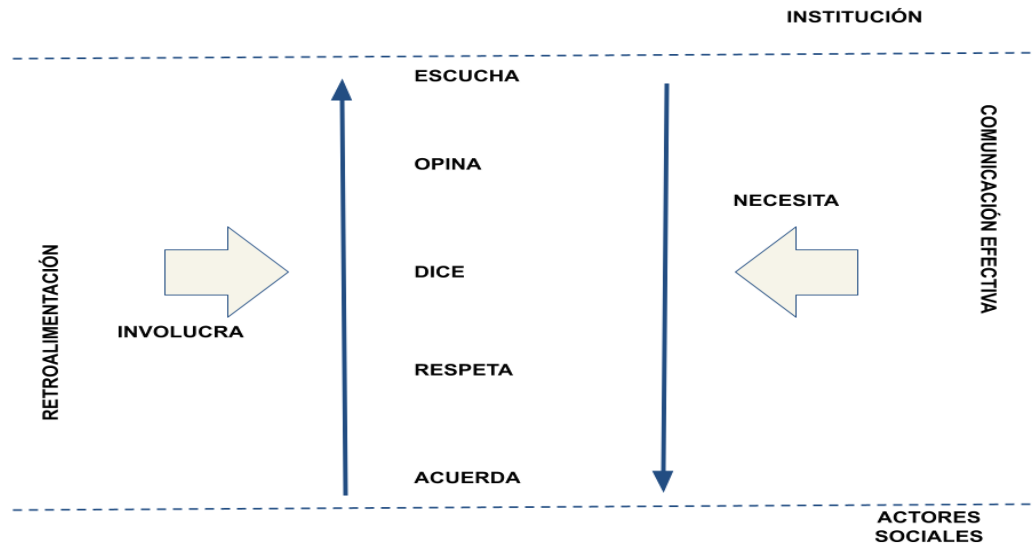 INSTITUCIÓN
ESCUCHA
COMUNICACIÓN EFECTIVA
OPINA
NECESITA
RETROALIMENTACIÓN
DICE
INVOLUCRA
RESPETA
ACUERDA
ACTORES
SOCIALES